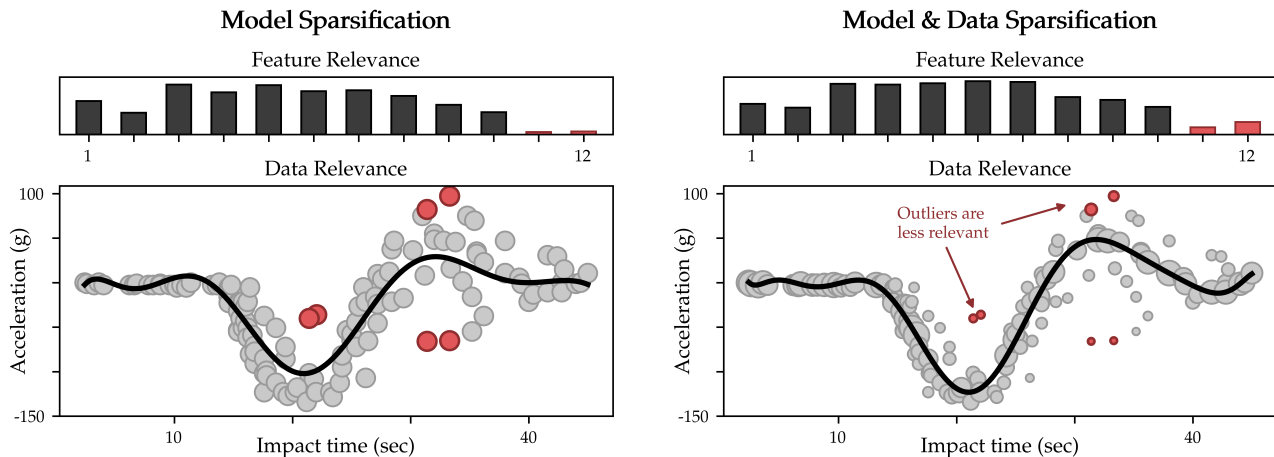 Model Sparsification
Feature Relevance
1
12
Data Relevance
100
Acceleration (g)
-150
10
40
Impact time (sec)
Model & Data Sparsification
Feature Relevance
1
12
Data Relevance
100
Outliers are
less relevant
Acceleration (g)
-150
10
40
Impact time (sec)